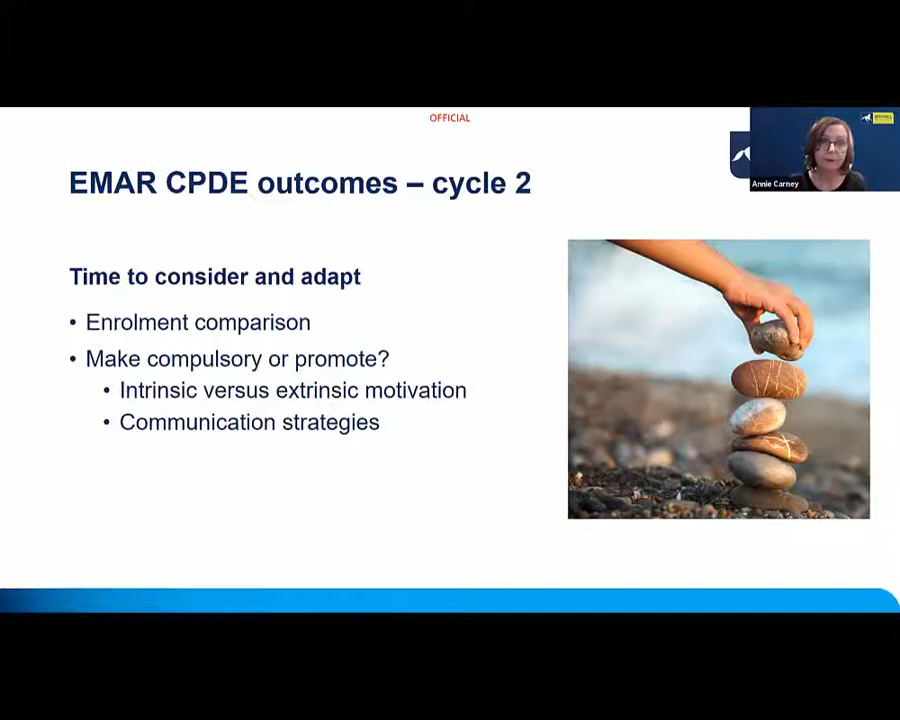 OFFICIAL
EMAR CPDE outcomes – cycle 2
Annie Carney
Time to consider and adapt
• Enrolment comparison
• Make compulsory or promote?
• Intrinsic versus extrinsic motivation
• Communication strategies